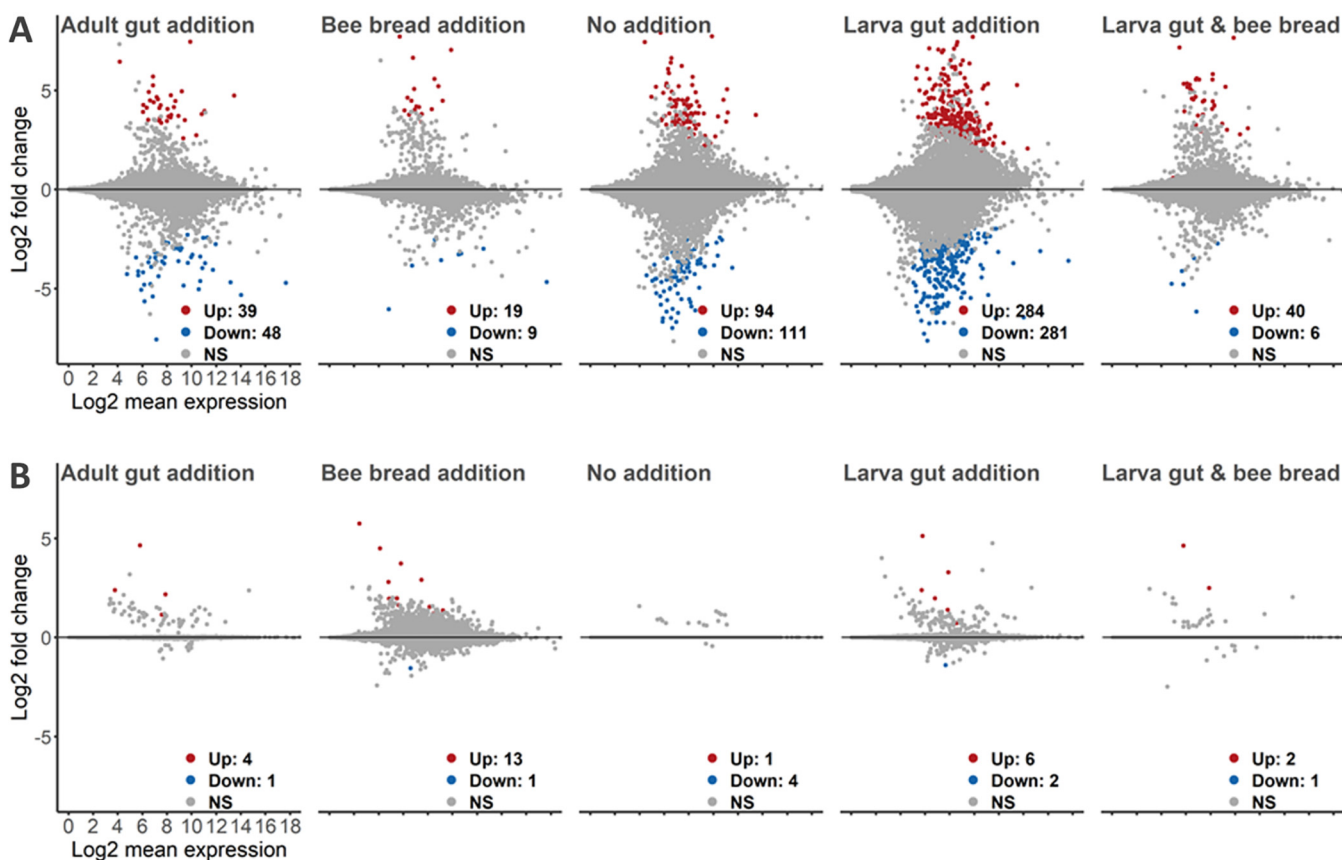 A
Adult gut addition
Bee bread addition
No addition
Larva gut addition
Larva gut & bee bread
Log2 fold change
5
0
-5
Up: 39
Down: 48
NS
Up: 19
Down: 9
NS
Up: 94
Down: 111
NS
Up: 284
Down: 281
NS
Up: 40
Down: 6
NS
0 2 4 6 8 10 12 14 16 18
Log2 mean expression
B
Adult gut addition
Bee bread addition
No addition
Larva gut addition
Larva gut & bee bread
Log2 fold change
5
0
-5
Up: 4
Down: 1
NS
Up: 13
Down: 1
NS
Up: 1
Down: 4
NS
Up: 6
Down: 2
NS
Up: 2
Down: 1
NS
0 2 4 6 8 10 12 14 16 18
Log2 mean expression